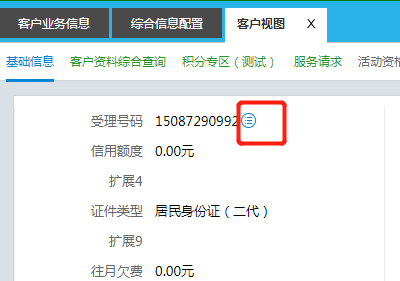 客户业务信息 综合信息配置 客户视图 X
基础信息 客户资料综合查询 积分专区（测试） 服务请求 活动资格
受理号码 15087290992
信用额度 0.00元
扩展4
证件类型 居民身份证（二代）
扩展9
往月欠费 0.00元